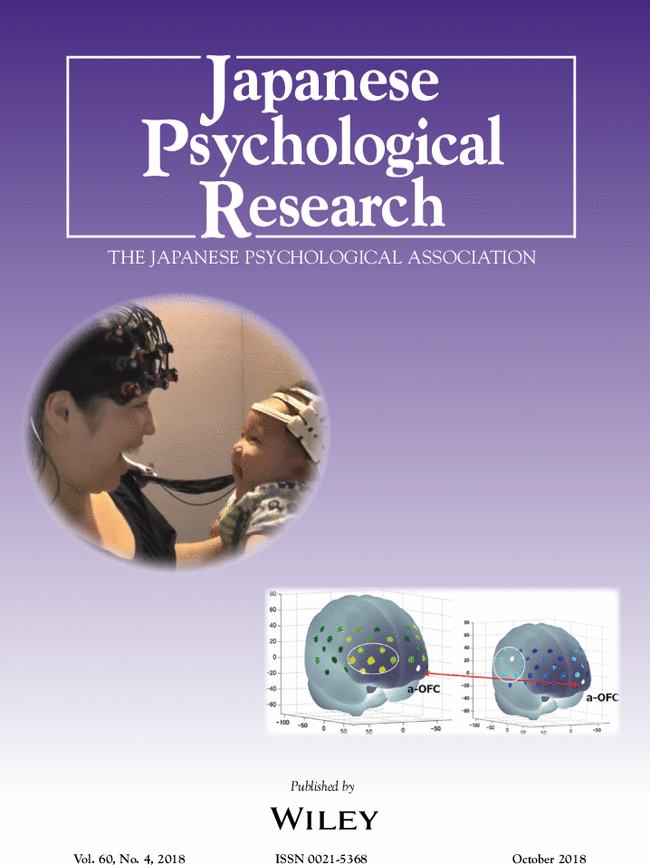 Japanese
Psychological
Research
THE JAPANESE PSYCHOLOGICAL ASSOCIATION
80
60
40
20
0
-20
-40
-60
-100
-50
0
50
50
0
-50
a-OFC
80
60
40
20
0
-20
-40
-60
-100
-50
0
50
50
0
-50
a-OFC
Published by
WILEY
Vol. 60, No. 4, 2018
ISSN 0021-5368
October 2018